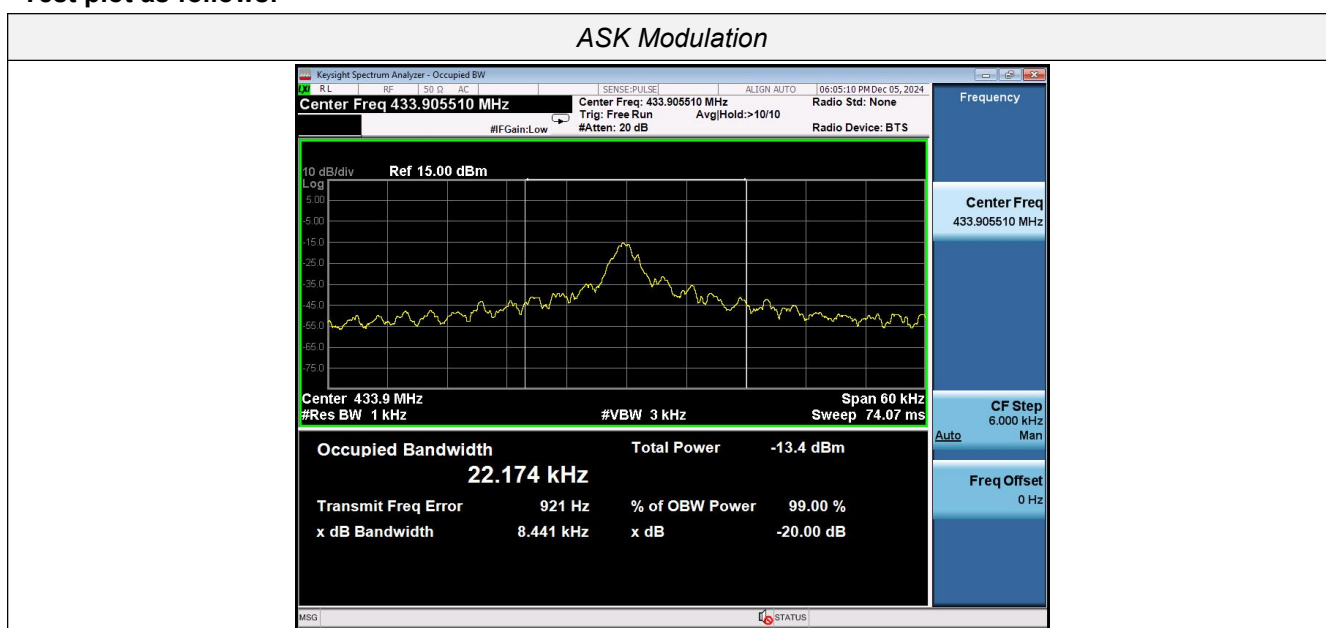 Test plot as follows:
ASK Modulation
Keysight Spectrum Analyzer - Occupied BW
LXI RL RF 50 Ω AC SENSE:PULSE ALIGN AUTO 06:05:10 PM Dec 05, 2024
Center Freq 433.905510 MHz
Center Freq: 433.905510 MHz Radio Std: None
Trig: Free Run Avg|Hold:>10/10
#IFGain:Low #Atten: 20 dB Radio Device: BTS
10 dB/div Ref 15.00 dBm
Log
5.00
-5.00
-15.0
-25.0
-35.0
-45.0
-55.0
-65.0
-75.0
Center 433.9 MHz Span 60 kHz
#Res BW 1 kHz #VBW 3 kHz Sweep 74.07 ms
Occupied Bandwidth Total Power -13.4 dBm
22.174 kHz
Transmit Freq Error 921 Hz % of OBW Power 99.00 %
x dB Bandwidth 8.441 kHz x dB -20.00 dB
MSG STATUS
Frequency
Center Freq
433.905510 MHz
CF Step
6.000 kHz
Auto Man
Freq Offset
0 Hz